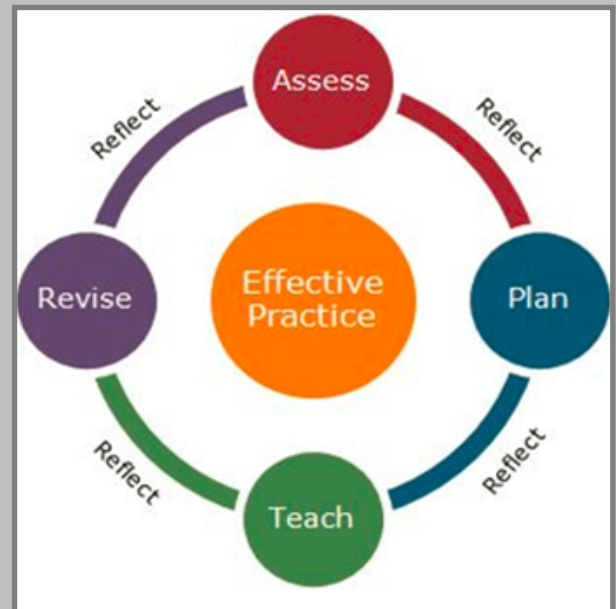 Assess
Reflect
Reflect
Revise
Effective
Practice
Plan
Reflect
Reflect
Teach